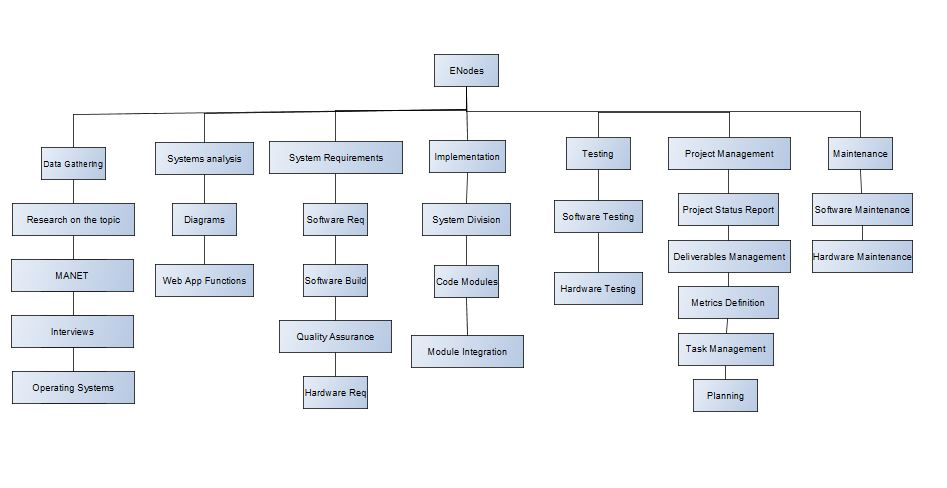 ENodes
Data Gathering
Systems analysis
System Requirements
Implementation
Testing
Project Management
Maintenance
Research on the topic
Diagrams
Software Req
System Division
Software Testing
Project Status Report
Software Maintenance
MANET
Web App Functions
Software Build
Code Modules
Hardware Testing
Deliverables Management
Hardware Maintenance
Interviews
Quality Assurance
Module Integration
Metrics Definition
Operating Systems
Hardware Req
Task Management
Planning